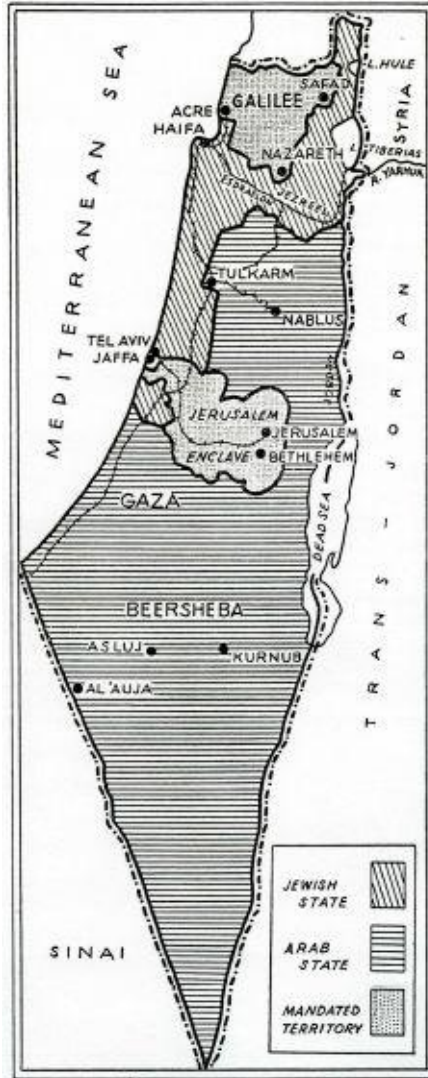 L. HULE
SAFAD
GALILEE
SYRIA
ACRE
HAIFA
L. TIBERIAS
NAZARETH
R. YARMUK
ESDRAELON
JEZREEL
MEDITERRANEAN SEA
TULKARM
NABLUS
TEL AVIV
JAFFA
JORDAN
TRANS-JORDAN
JERUSALEM
ENCLAVE
JERUSALEM
BETHLEHEM
GAZA
DEAD SEA
BEERSHEBA
ASLUJ
KURNUB
AL'AUJA
SINAI
JEWISH
STATE
ARAB
STATE
MANDATED
TERRITORY